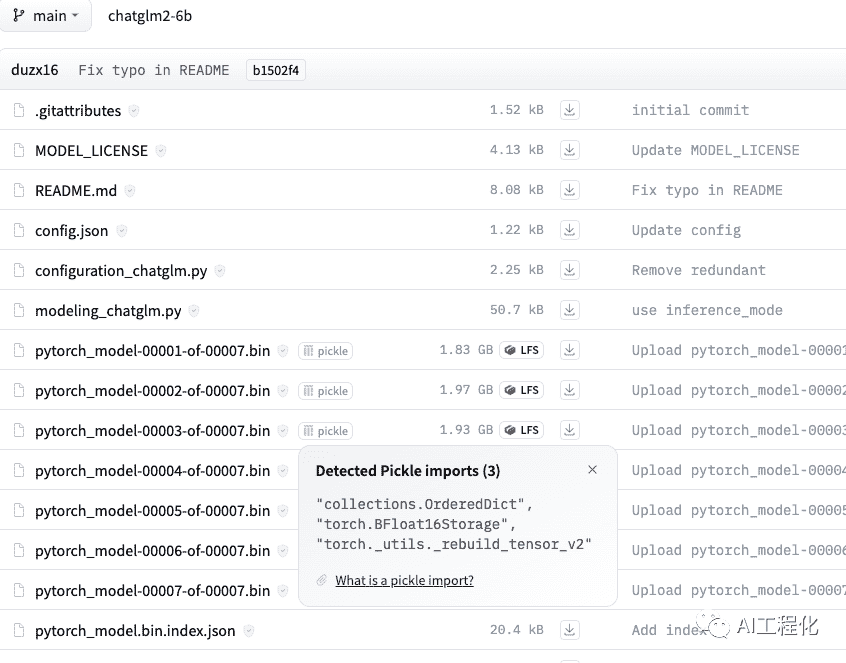 main chatglm2-6b
duzx16 Fix typo in README b1502f4
.gitattributes 1.52 kB initial commit
MODEL_LICENSE 4.13 kB Update MODEL_LICENSE
README.md 8.08 kB Fix typo in README
config.json 1.22 kB Update config
configuration_chatglm.py 2.25 kB Remove redundant
modeling_chatglm.py 50.7 kB use inference_mode
pytorch_model-00001-of-00007.bin pickle 1.83 GB LFS Upload pytorch_model-00001
pytorch_model-00002-of-00007.bin pickle 1.97 GB LFS Upload pytorch_model-00002
pytorch_model-00003-of-00007.bin pickle 1.93 GB LFS Upload pytorch_model-00003
pytorch_model-00004-of-00007.bin Upload pytorch_model-00004
pytorch_model-00005-of-00007.bin Upload pytorch_model-00005
pytorch_model-00006-of-00007.bin Upload pytorch_model-00006
pytorch_model-00007-of-00007.bin Upload pytorch_model-00007
Detected Pickle imports (3)
"collections.OrderedDict",
"torch.BFloat16Storage",
"torch._utils._rebuild_tensor_v2"
What is a pickle import?
pytorch_model.bin.index.json 20.4 kB Add index
AI工程化